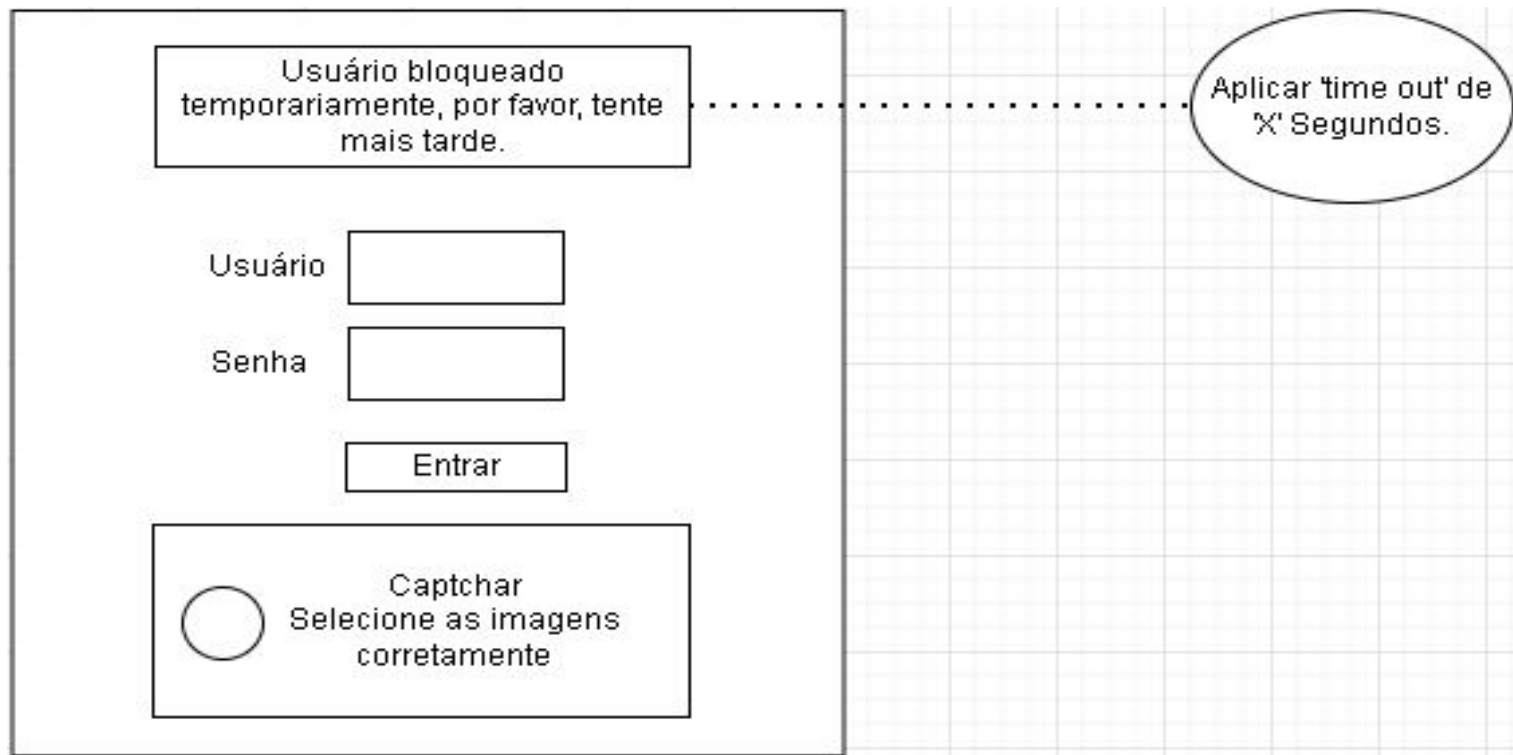 Usuário bloqueado
temporariamente, por favor, tente
mais tarde.
Aplicar 'time out' de
'X' Segundos.
Usuário
Senha
Entrar
Captchar
Selecione as imagens
corretamente